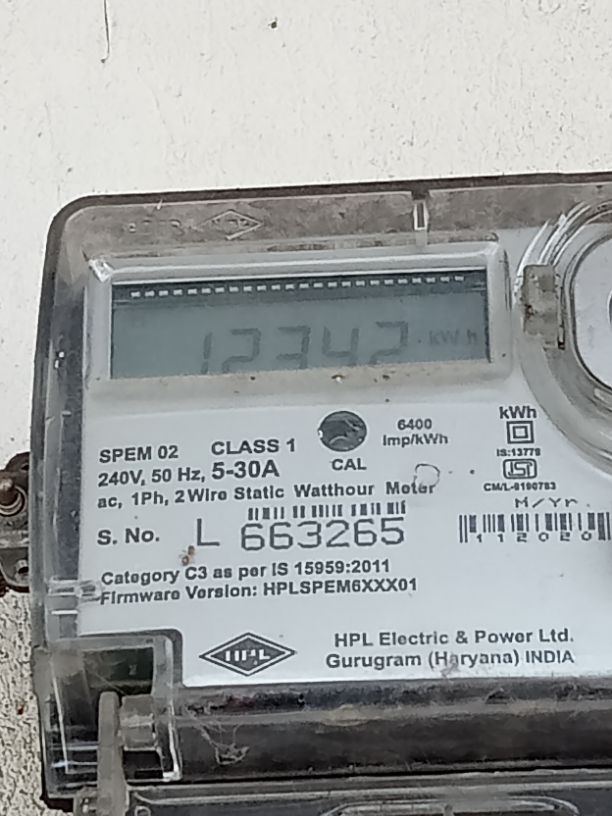 12342 kWh
SPEM 02 CLASS 1
240V, 50 Hz, 5-30A
CAL
6400
Imp/kWh
kWh
IS:13779
ISI
CM/L-8190783
ac, 1Ph, 2Wire Static Watthour Meter
M/Yr.
S. No. L 663265
112020
Category C3 as per IS 15959:2011
Firmware Version: HPLSPEM6XXX01
HPL
HPL Electric & Power Ltd.
Gurugram (Haryana) INDIA